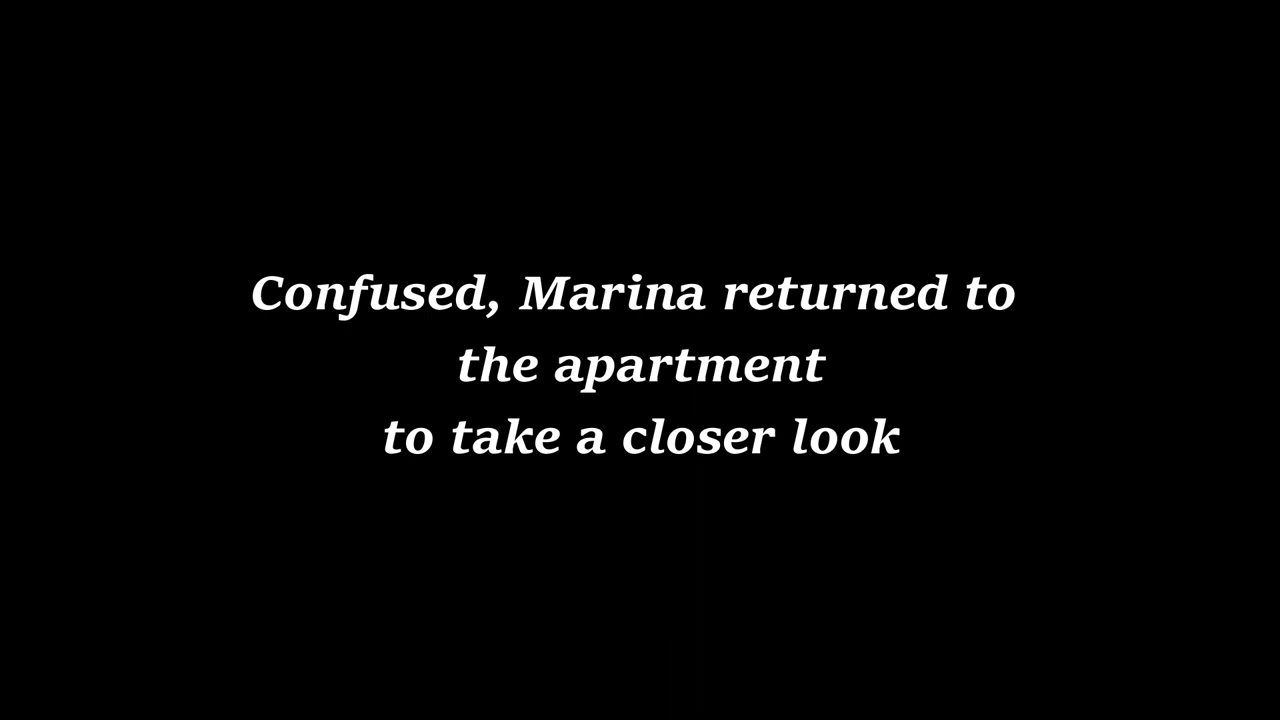 Confused, Marina returned to
the apartment
to take a closer look